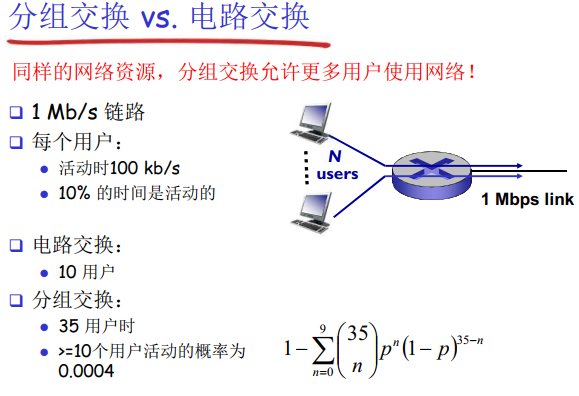 分组交换 vs. 电路交换
同样的网络资源，分组交换允许更多用户使用网络！
1 Mb/s 链路
每个用户：
活动时100 kb/s
10% 的时间是活动的
N
users
1 Mbps link
电路交换：
10 用户
分组交换：
35 用户时
>=10个用户活动的概率为
0.0004
1 − ∑_{n=0}^{9} \binom{35}{n} p^n (1 − p)^{35−n}